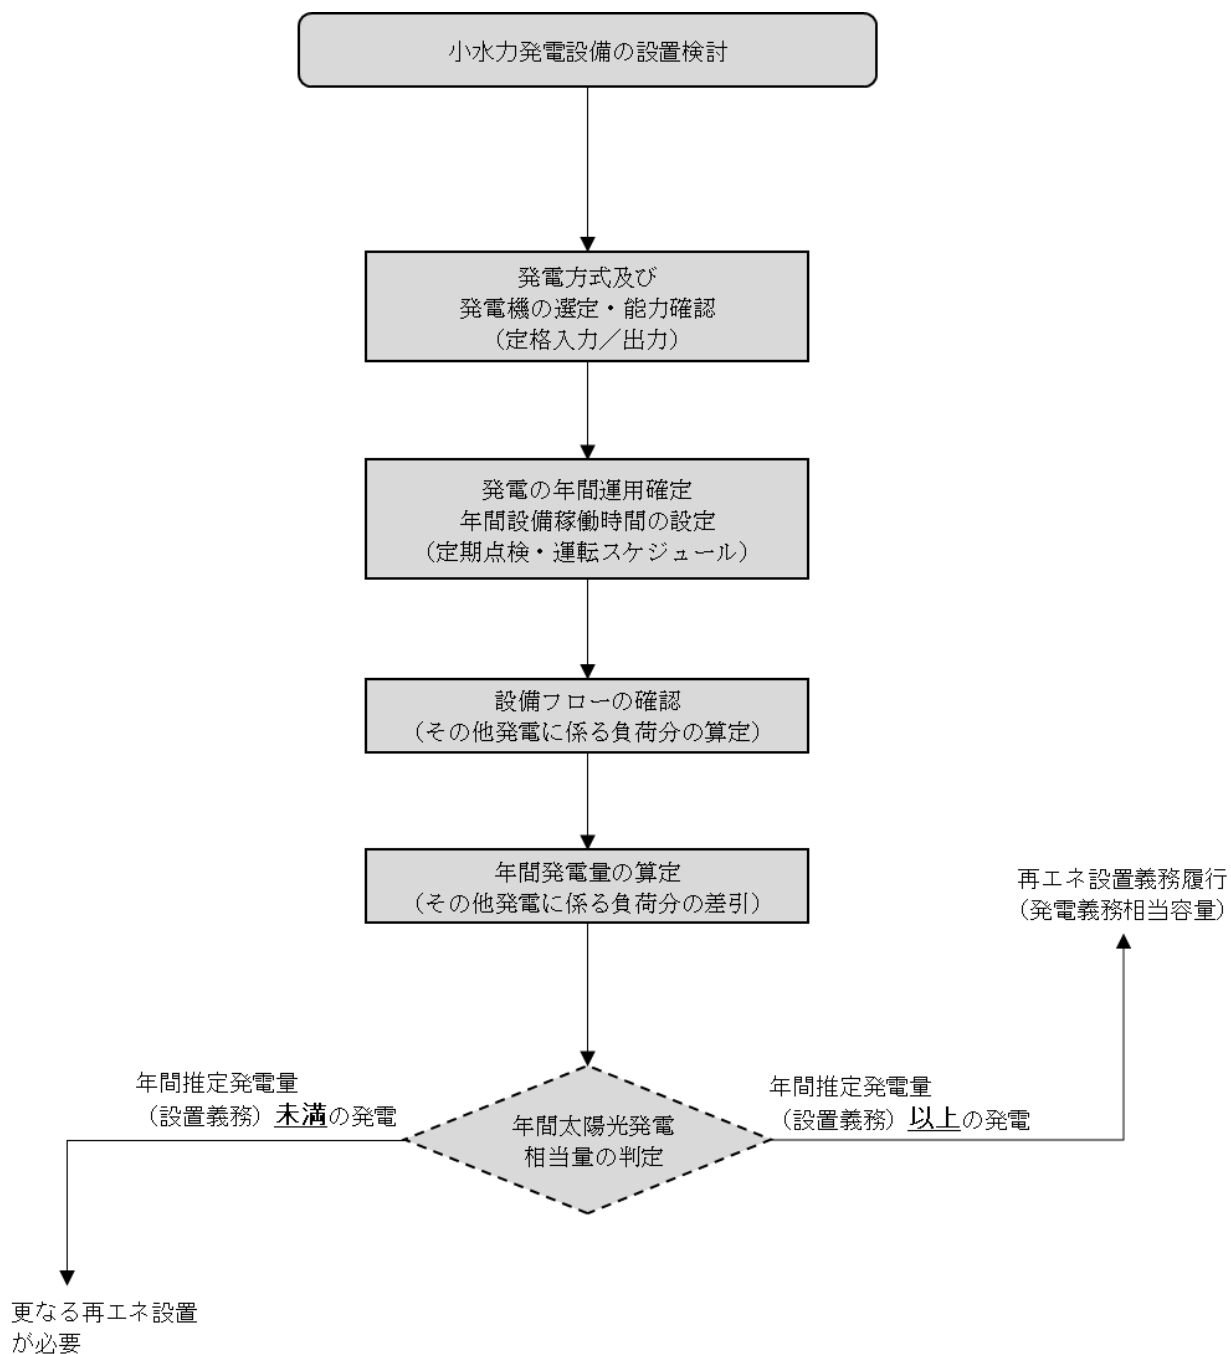 小水力発電設備の設置検討
発電方式及び
発電機の選定・能力確認
（定格入力／出力）
発電の年間運用確定
年間設備稼働時間の設定
（定期点検・運転スケジュール）
設備フローの確認
（その他発電に係る負荷分の算定）
年間発電量の算定
（その他発電に係る負荷分の差引）
再エネ設置義務履行
（発電義務相当容量）
年間推定発電量
（設置義務）未満の発電
年間推定発電量
（設置義務）以上の発電
年間太陽光発電
相当量の判定
更なる再エネ設置
が必要